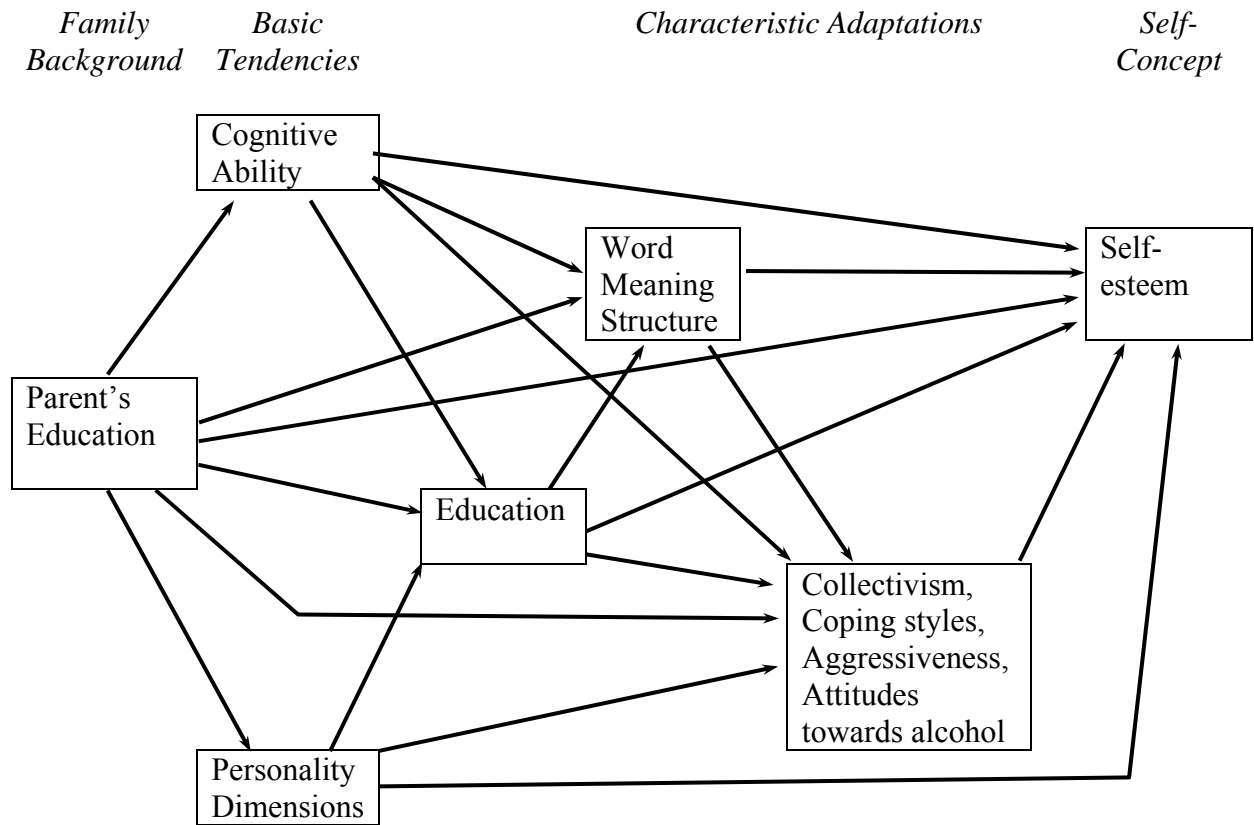 Family
Background
Basic
Tendencies
Characteristic Adaptations
Self-
Concept
Cognitive
Ability
Word
Meaning
Structure
Self-
esteem
Parent’s
Education
Education
Collectivism,
Coping styles,
Aggressiveness,
Attitudes
towards alcohol
Personality
Dimensions